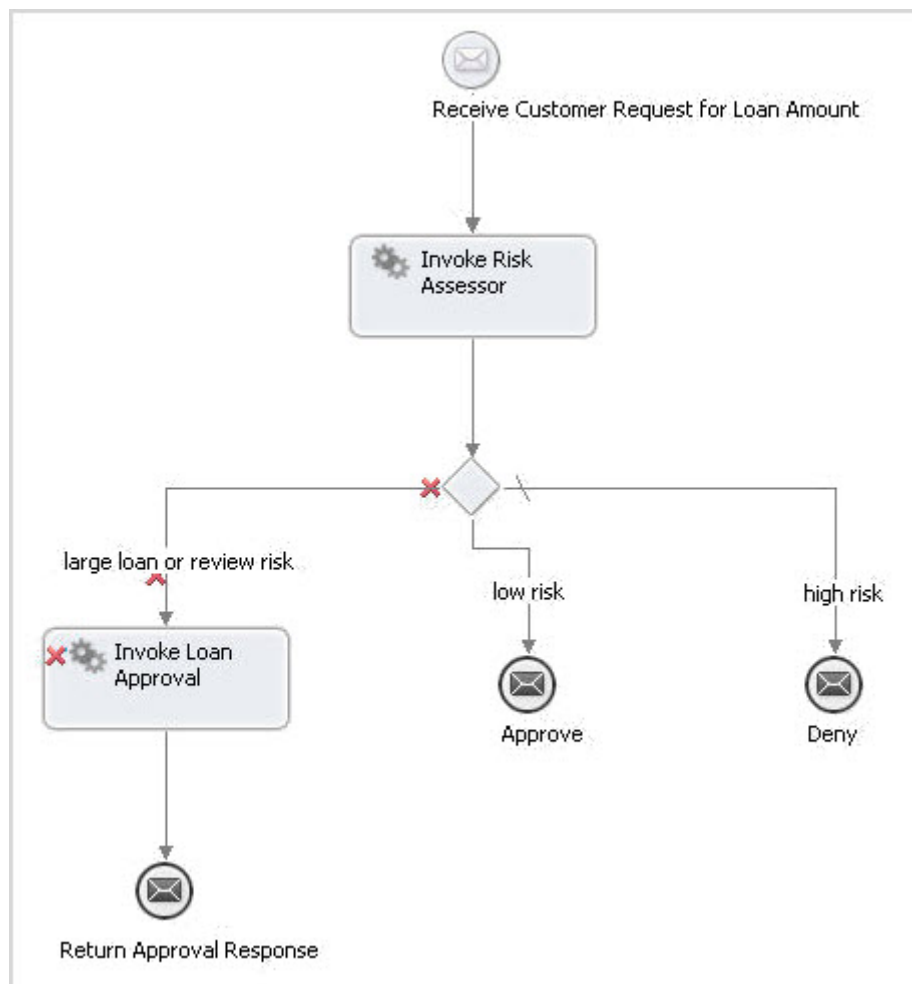 Receive Customer Request for Loan Amount
Invoke Risk
Assessor
large loan or review risk
low risk
high risk
Invoke Loan
Approval
Approve
Deny
Return Approval Response